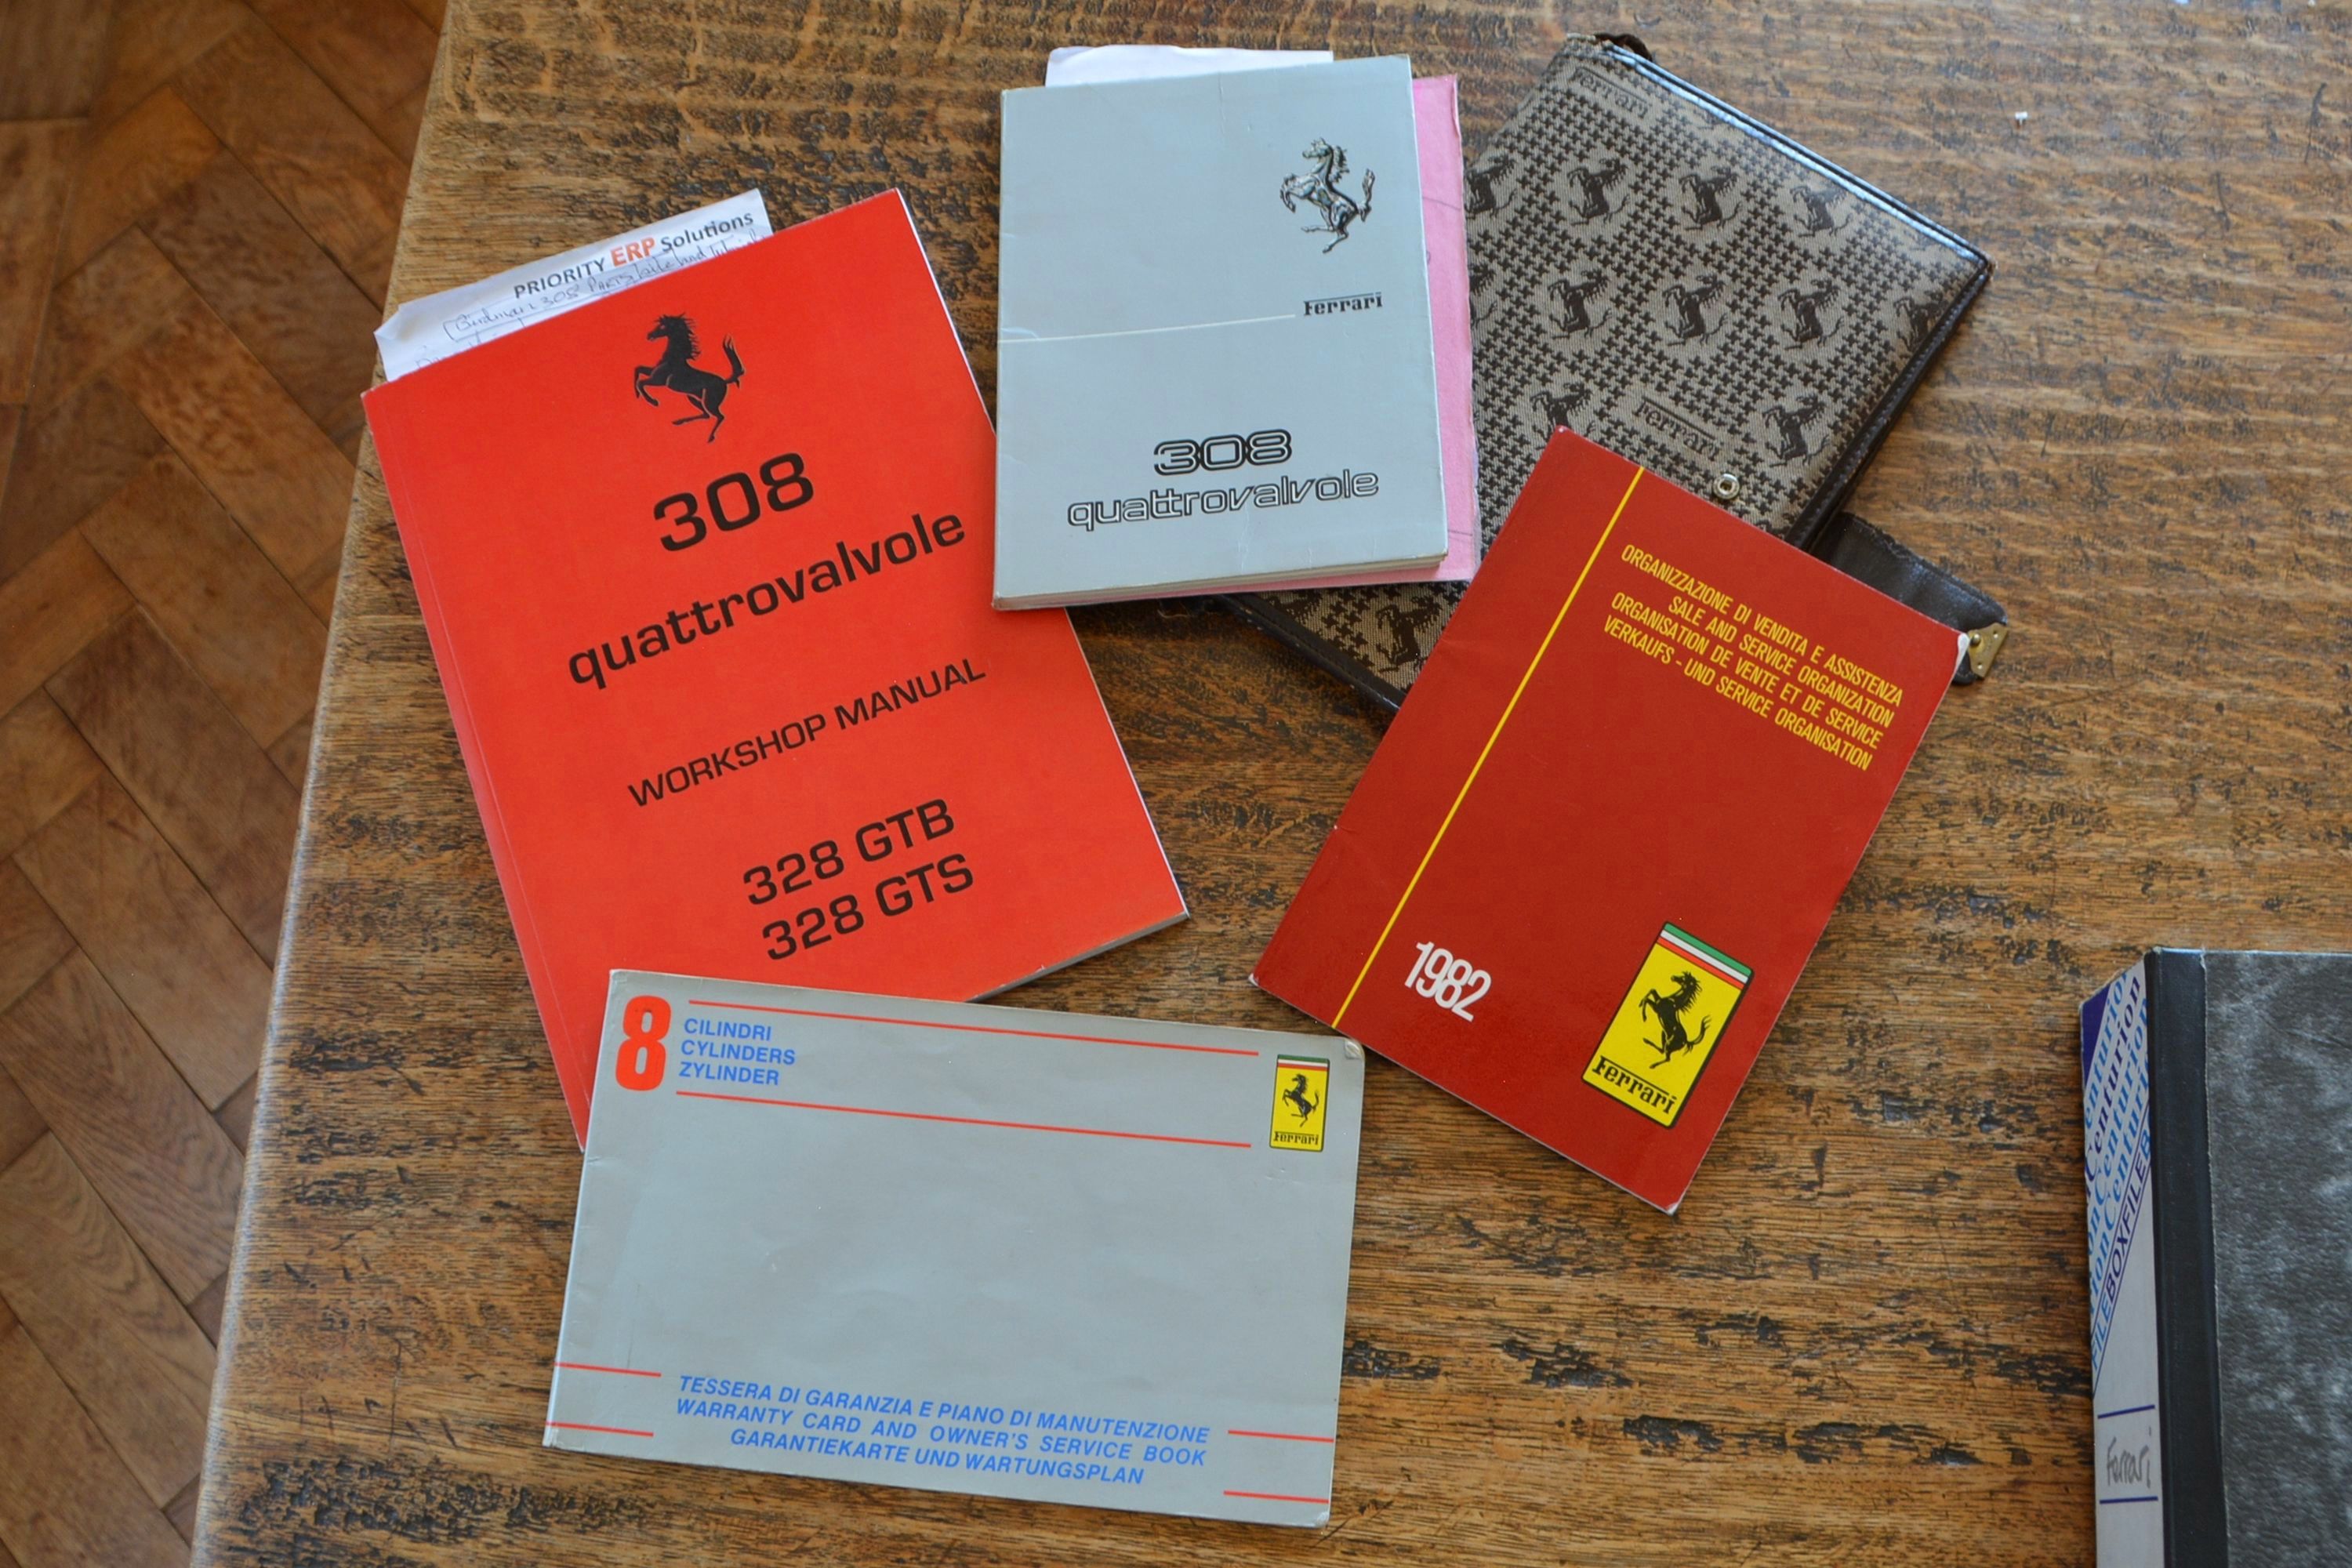 PRIORITY ERP Solutions
308
quattrovalvole
WORKSHOP MANUAL
328 GTB
328 GTS
Ferrari
308
quattrovalvole
Ferrari
Ferrari
ORGANIZZAZIONE DI VENDITA E ASSISTENZA
SALE AND SERVICE ORGANIZATION
ORGANISATION DE VENTE ET DE SERVICE
VERKAUFS - UND SERVICE ORGANISATION
1982
Ferrari
8
CILINDRI
CYLINDERS
ZYLINDER
Ferrari
TESSERA DI GARANZIA E PIANO DI MANUTENZIONE
WARRANTY CARD AND OWNER'S SERVICE BOOK
GARANTIEKARTE UND WARTUNGSPLAN
Centurion
Centurion
FILE BOXFILE
Ferrari